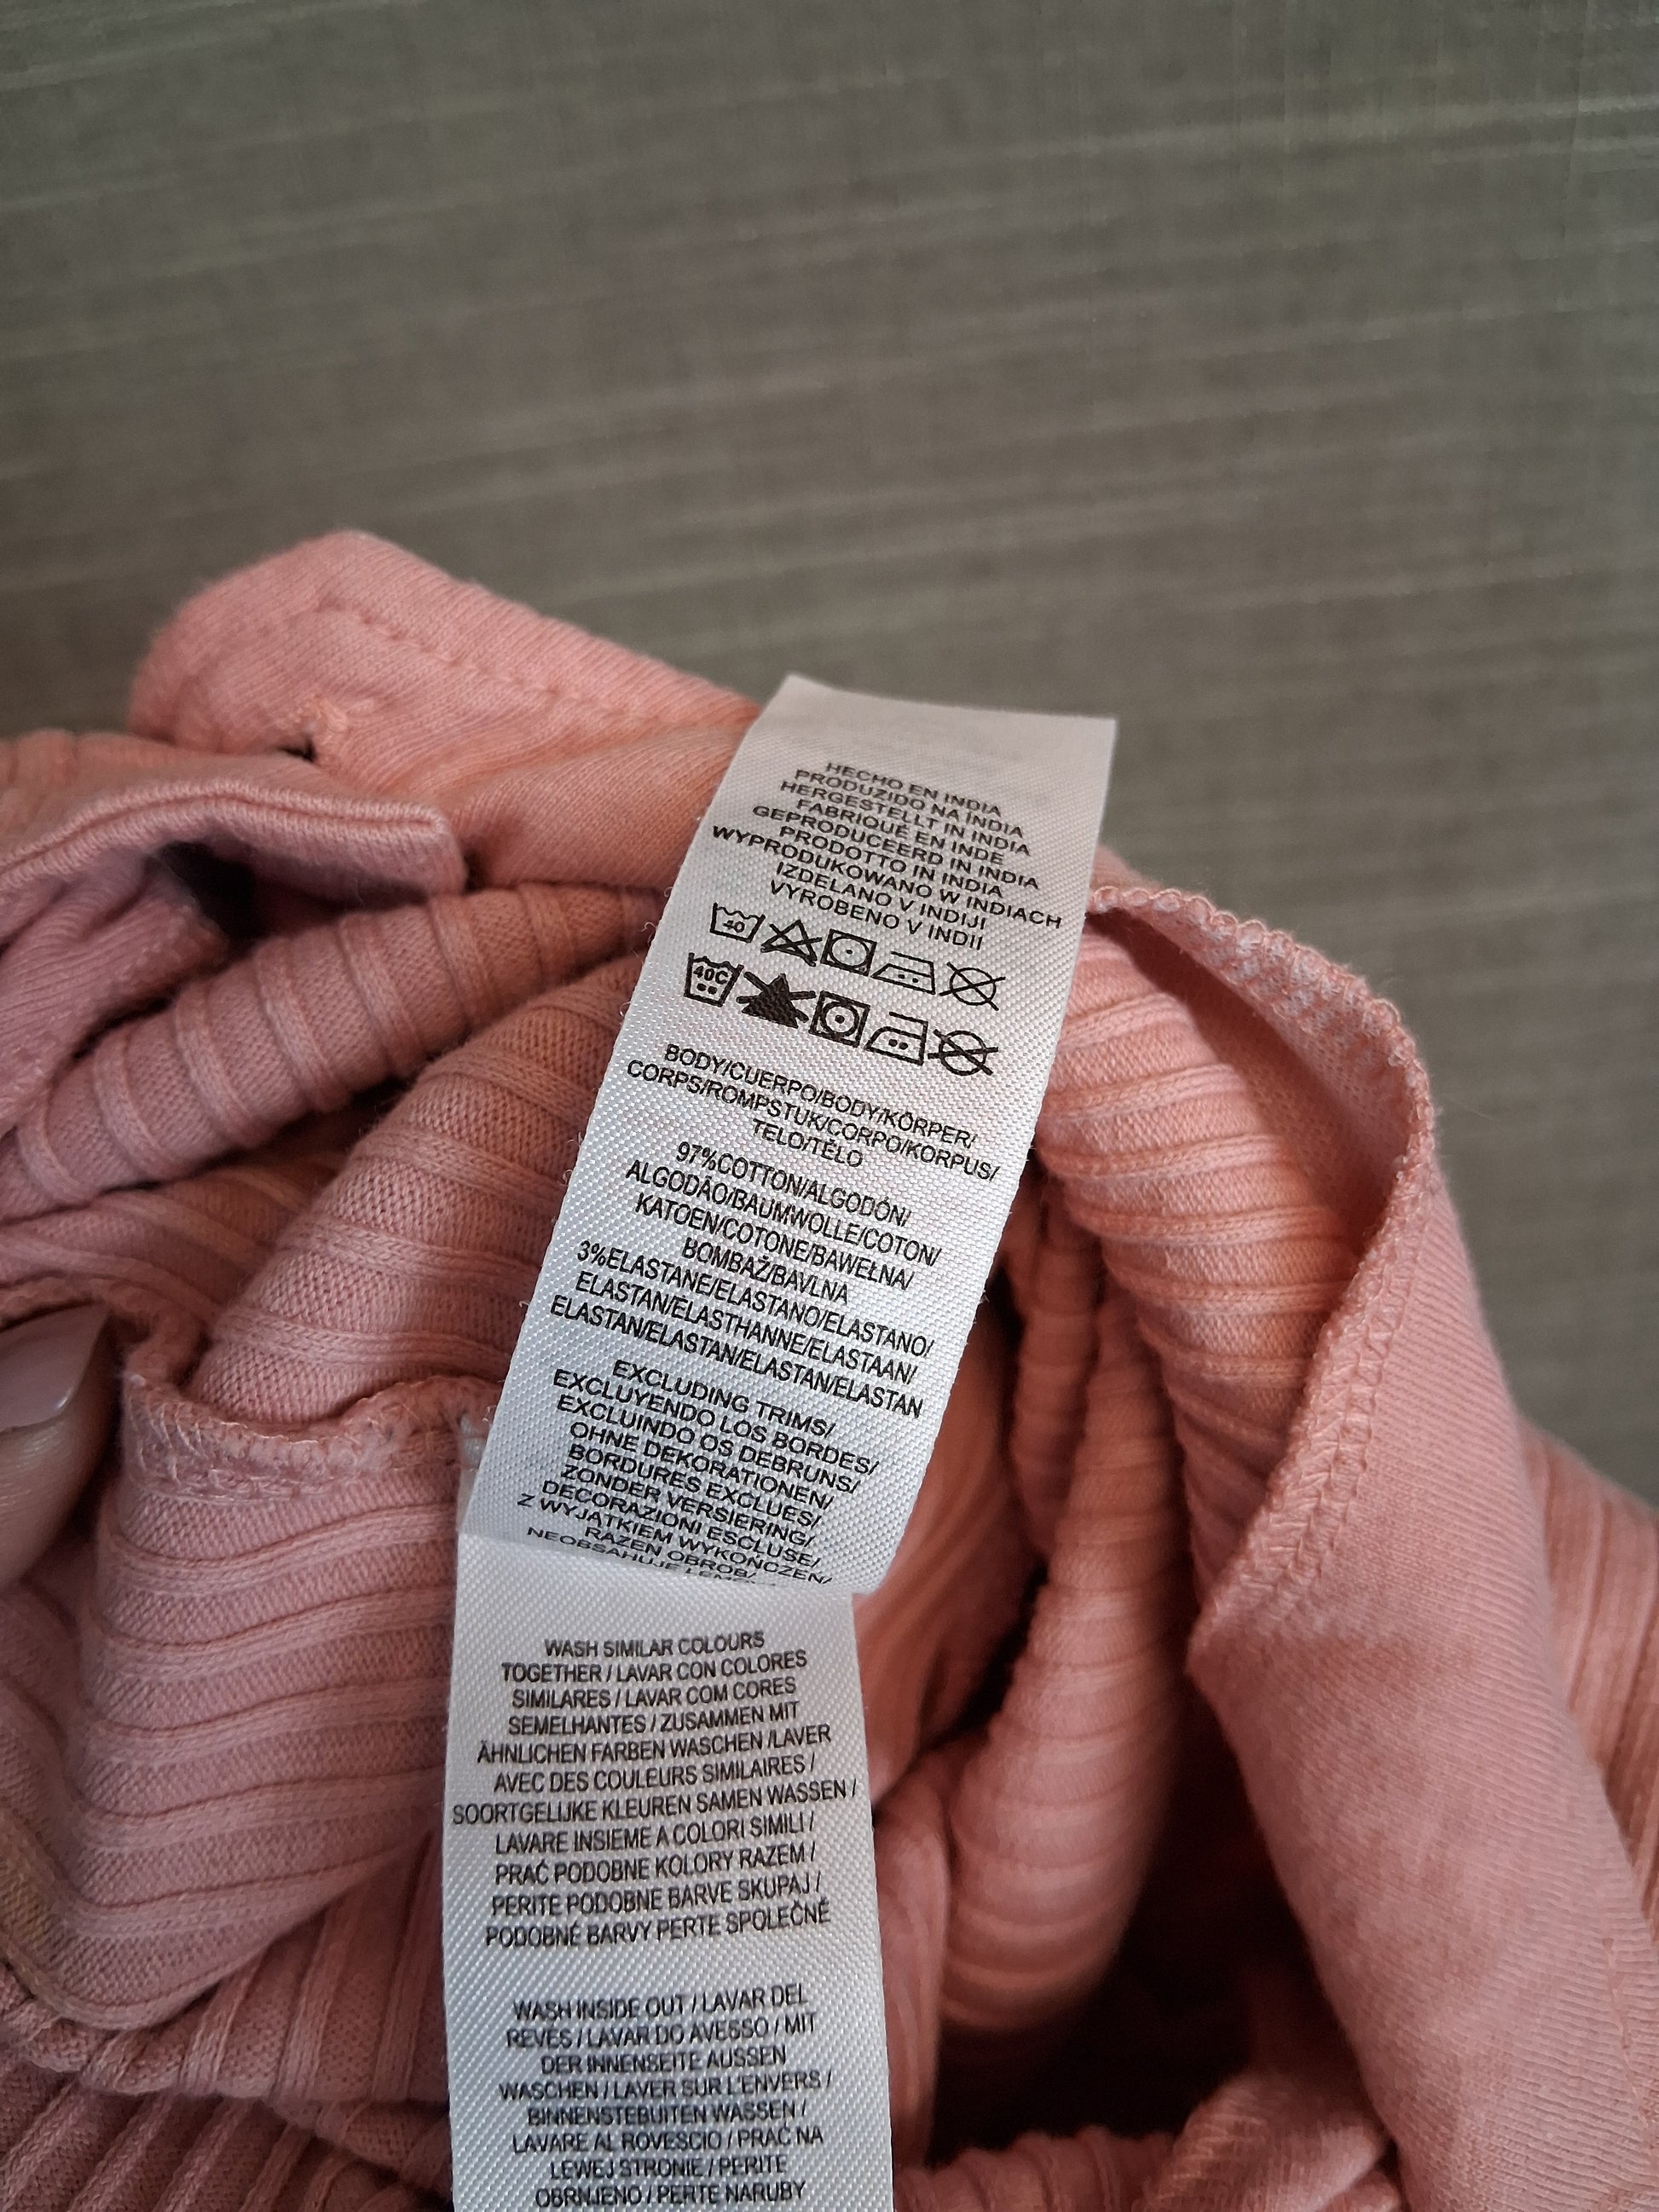 HECHO EN INDIA
PRODUZIDO NA ÍNDIA
HERGESTELLT IN INDIA
FABRIQUÉ EN INDE
GEPRODUCEERD IN INDIA
PRODOTTO IN INDIA
WYPRODUKOWANO W INDIACH
IZDELANO V INDIJI
VYROBENO V INDII
40
40C
BODY/CUERPO/BODY/KÖRPER/
CORPS/ROMPSTUK/CORPO/KORPUS/
TELO/TĚLO
97%COTTON/ALGODÓN/
ALGODÃO/BAUMWOLLE/COTON/
KATOEN/COTONE/BAWEŁNA/
BOMBAŽ/BAVLNA
3%ELASTANE/ELASTANO/ELASTANO/
ELASTAN/ELASTHANNE/ELASTAAN/
ELASTAN/ELASTAN/ELASTAN/ELASTAN
EXCLUDING TRIMS/
EXCLUYENDO LOS BORDES/
EXCLUINDO OS DEBRUNS/
OHNE DEKORATIONEN/
BORDURES EXCLUES/
ZONDER VERSIERING/
DECORAZIONI ESCLUSE/
Z WYJĄTKIEM WYKOŃCZEŃ/
RAZEN OBROB/
NEOBSAHUJE
WASH SIMILAR COLOURS
TOGETHER / LAVAR CON COLORES
SIMILARES / LAVAR COM CORES
SEMELHANTES / ZUSAMMEN MIT
ÄHNLICHEN FARBEN WASCHEN /LAVER
AVEC DES COULEURS SIMILAIRES /
SOORTGELIJKE KLEUREN SAMEN WASSEN /
LAVARE INSIEME A COLORI SIMILI /
PRAĆ PODOBNE KOLORY RAZEM /
PERITE PODOBNE BARVE SKUPAJ /
PODOBNÉ BARVY PERTE SPOLEČNĚ
WASH INSIDE OUT / LAVAR DEL
REVÉS / LAVAR DO AVESSO / MIT
DER INNENSEITE AUSSEN
WASCHEN / LAVER SUR L'ENVERS /
BINNENSTEBUITEN WASSEN /
LAVARE AL ROVESCIO / PRAĆ NA
LEWEJ STRONIE / PERITE
OBRNJENO / PERTE NARUBY